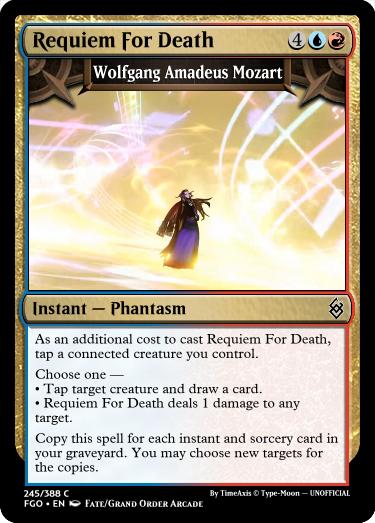 Requiem For Death 4
Wolfgang Amadeus Mozart
Instant — Phantasm
As an additional cost to cast Requiem For Death,
tap a connected creature you control.
Choose one —
• Tap target creature and draw a card.
• Requiem For Death deals 1 damage to any
target.
Copy this spell for each instant and sorcery card in
your graveyard. You may choose new targets for
the copies.
245/388 C
By TimeAxis © Type-Moon — UNOFFICIAL
FGO • EN Fate/Grand Order Arcade